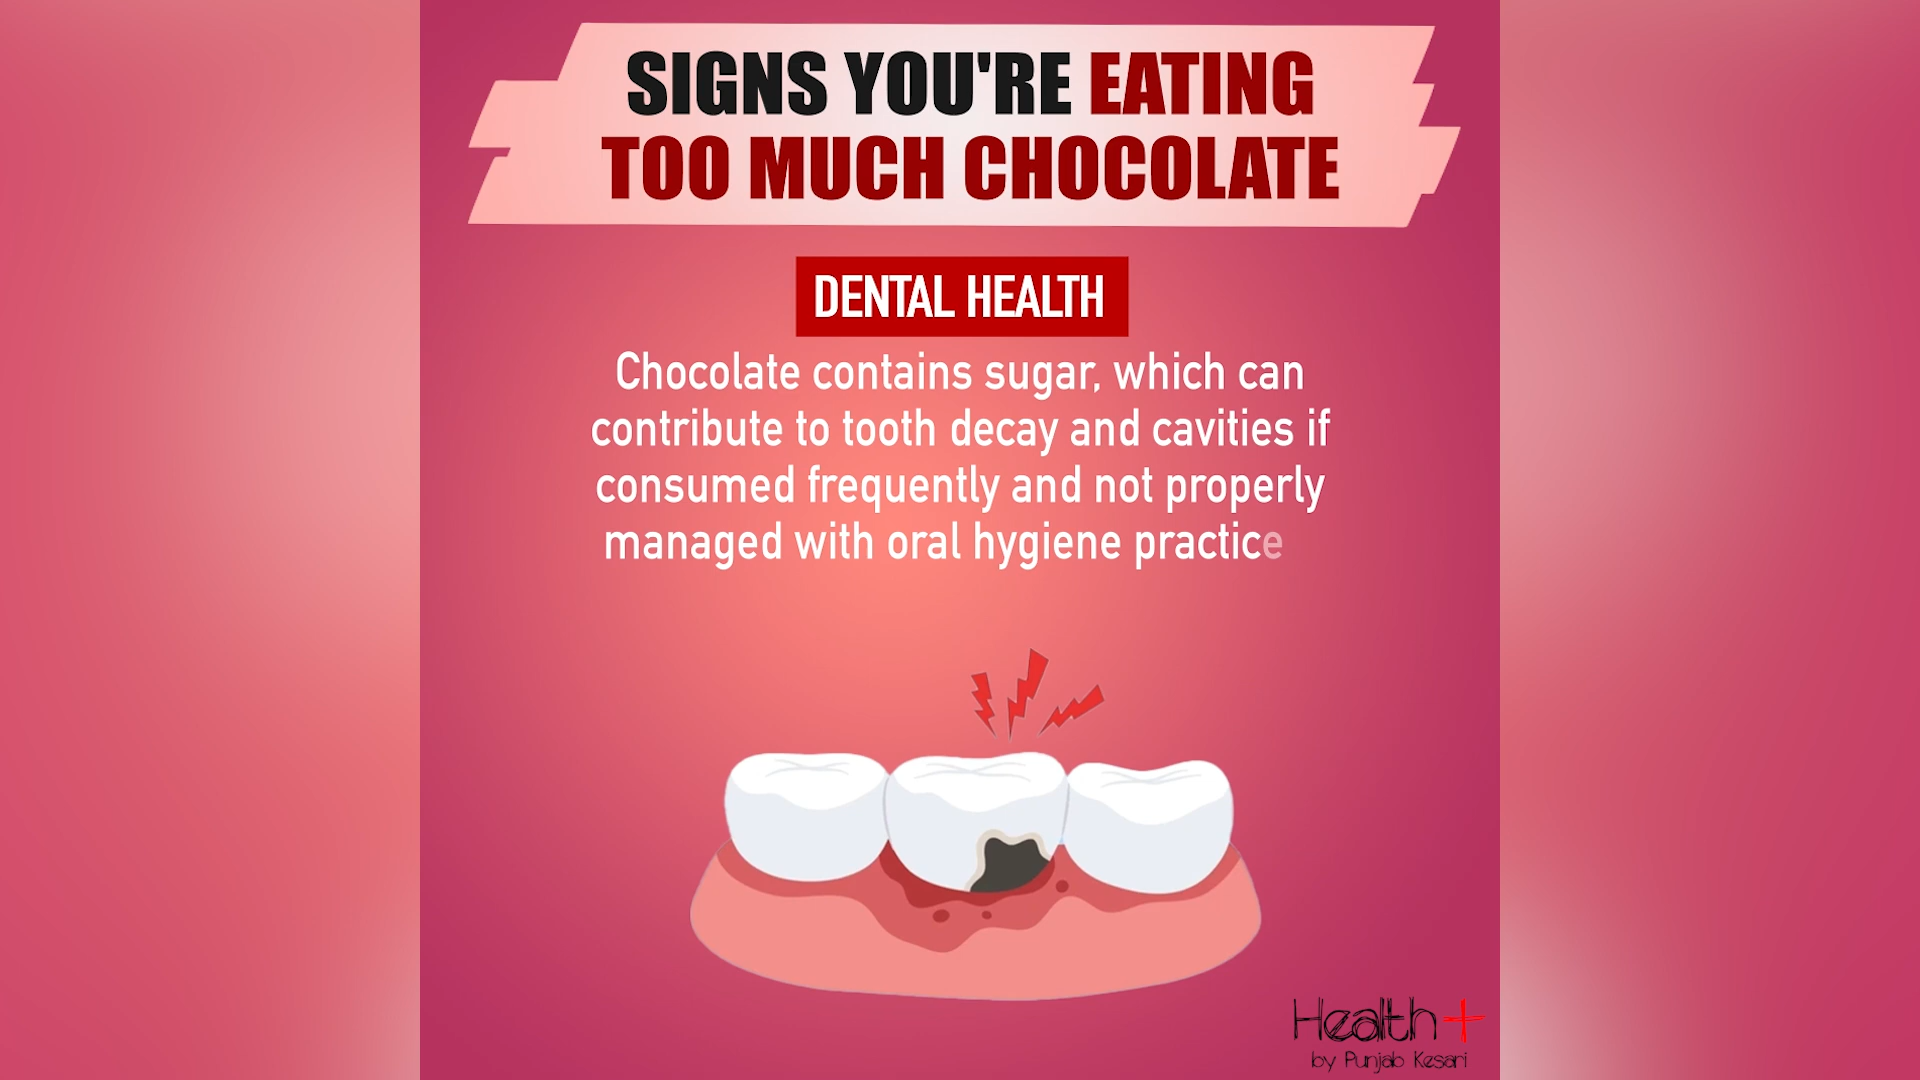 SIGNS YOU'RE EATING
TOO MUCH CHOCOLATE
DENTAL HEALTH
Chocolate contains sugar, which can
contribute to tooth decay and cavities if
consumed frequently and not properly
managed with oral hygiene practice
Health+
by Punjab Kesari